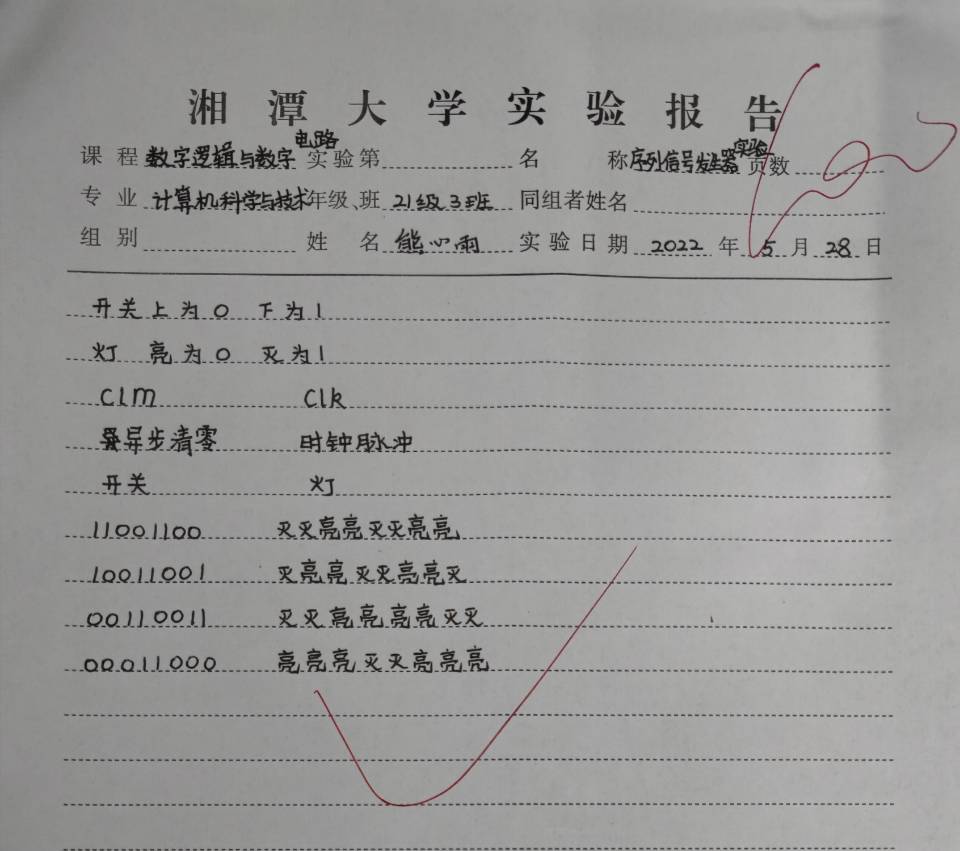 湘潭大学实验报告
课程 数字逻辑与数字电路 实验第 名称 序列信号发生器实验 页数
专业 计算机科学与技术 年级、班 21级3班 同组者姓名
组别 姓名 熊心雨 实验日期 2022 年 5 月 28 日
开关上为0 下为1
灯 亮为0 灭为1
Clm Clk
异步清零 时钟脉冲
开关 灯
11001100 灭灭亮亮灭灭亮亮
10011001 灭亮亮灭灭亮亮灭
00110011 灭灭亮亮亮亮灭灭
00011000 亮亮亮灭灭亮亮亮